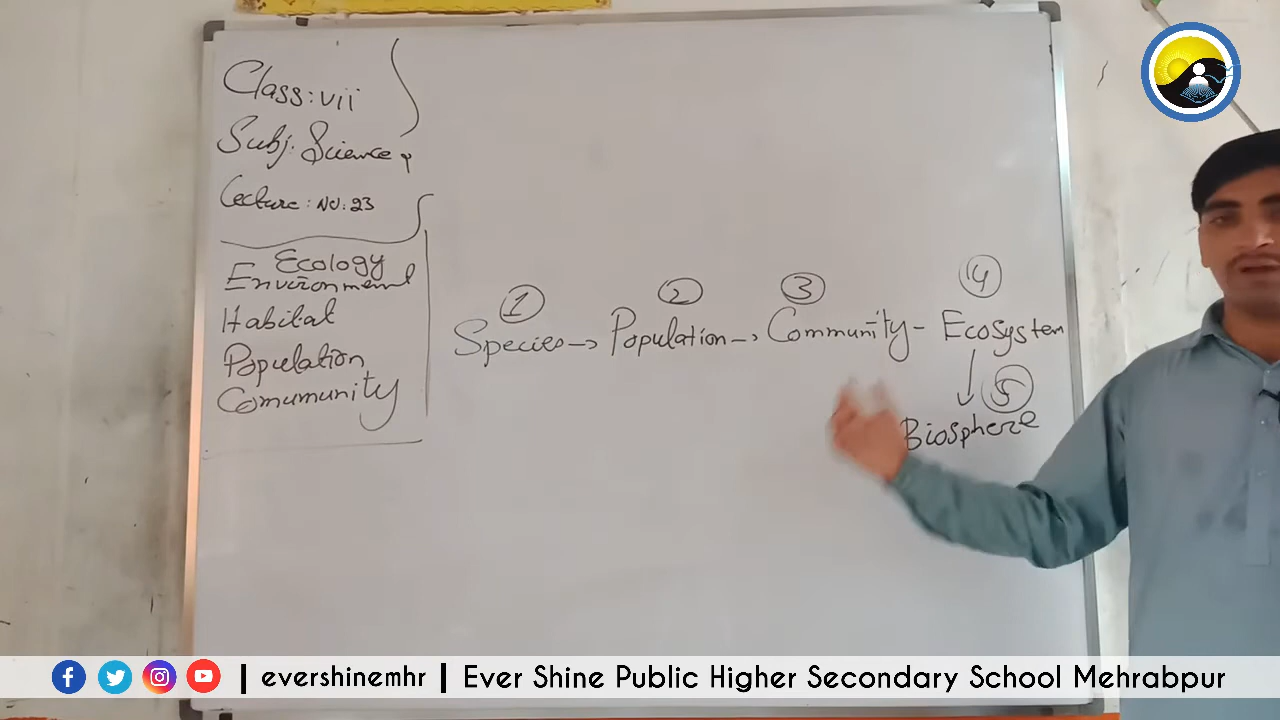 Class: vii
Subj: Science
Lecture: No: 23
Ecology
Environment
Habitat
Population
Comumunity
1 2 3 4
Species → Population → Community - Ecosystem
5
Biosphere
| evershinemhr | Ever Shine Public Higher Secondary School Mehrabpur